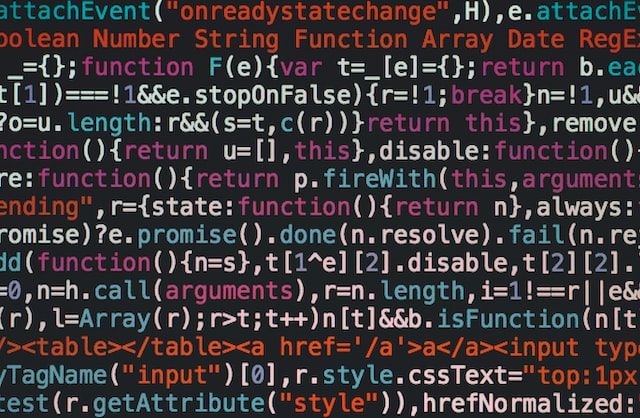 attachEvent("onreadystatechange",H),e.attachE
oolean Number String Function Array Date RegE
_={};function F(e){var t=_[e]={};return b.ea
t[1])===!1&&e.stopOnFalse){r=!1;break}n=!1,u&
?o=u.length:r&&(s=t,c(r))}return this},remove
nction(){return u=[],this},disable:function()
re:function(){return p.fireWith(this,arguments
ending",r={state:function(){return n},always:
romise)?e.promise().done(n.resolve).fail(n.re
dd(function(){n=s},t[1^e][2].disable,t[2][2].
=0,n=h.call(arguments),r=n.length,i=1!==r||e&
(r),l=Array(r);r>t;t++)n[t]&&b.isFunction(n[t
/><table></table><a href='/a'>a</a><input type
yTagName("input")[0],r.style.cssText="top:1px
test(r.getAttribute("style")),hrefNormalized: